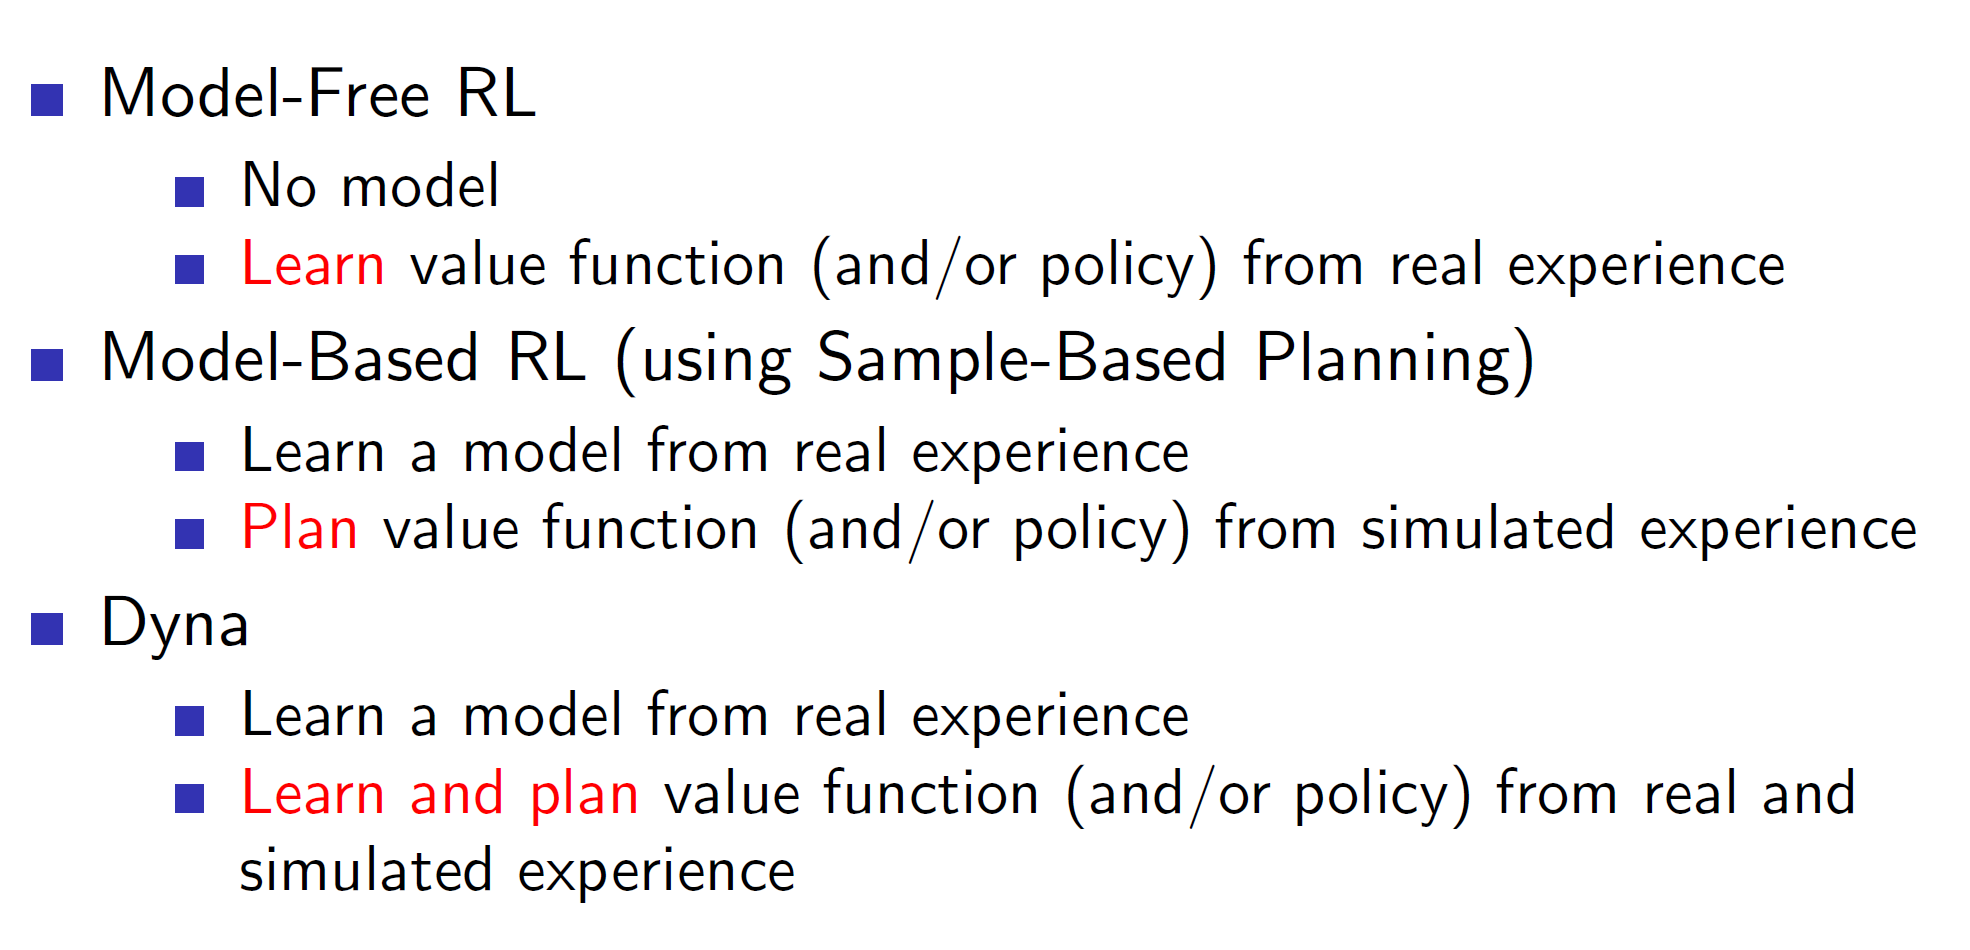 Model-Free RL
No model
Learn value function (and/or policy) from real experience
Model-Based RL (using Sample-Based Planning)
Learn a model from real experience
Plan value function (and/or policy) from simulated experience
Dyna
Learn a model from real experience
Learn and plan value function (and/or policy) from real and
simulated experience